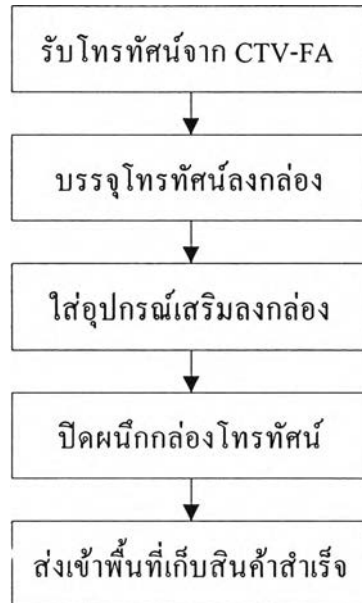 รับโทรทัศน์จาก CTV-FA
บรรจุโทรทัศน์ลงกล่อง
ใส่อุปกรณ์เสริมลงกล่อง
ปิดผนึกกล่องโทรทัศน์
ส่งเข้าพื้นที่เก็บสินค้าสำเร็จ